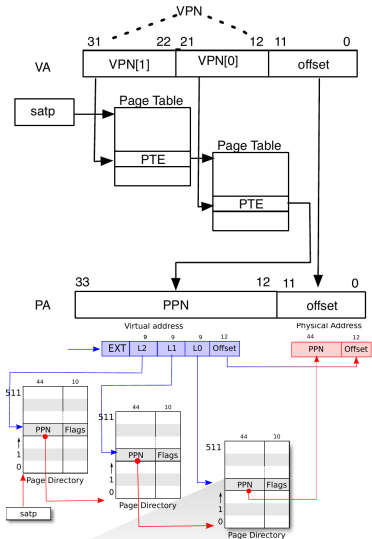 VPN
31 22 21 12 11 0
VA VPN[1] VPN[0] offset
satp
Page Table
PTE
Page Table
PTE
33 12 11 0
PA PPN offset
Virtual address Physical Address
9 9 9 12 44 12
EXT L2 L1 L0 Offset PPN Offset
44 10
511
PPN Flags
1
0
Page Directory
satp
44 10
511
PPN Flags
1
0
Page Directory
44 10
511
PPN Flags
1
0
Page Directory